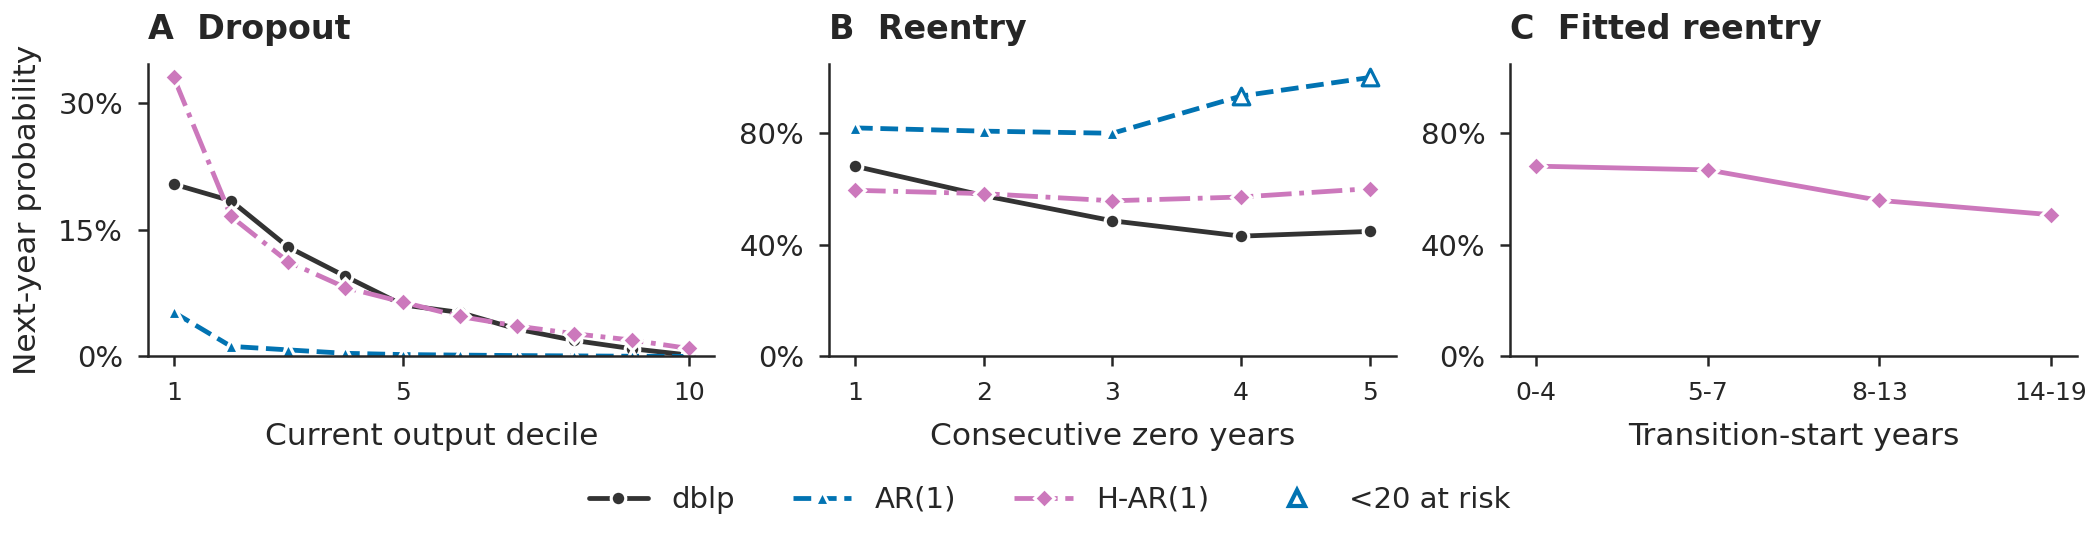 A Dropout
Next-year probability
30%
15%
0%
1
5
10
Current output decile
B Reentry
80%
40%
0%
1
2
3
4
5
Consecutive zero years
C Fitted reentry
80%
40%
0%
0-4
5-7
8-13
14-19
Transition-start years
dblp
AR(1)
H-AR(1)
<20 at risk